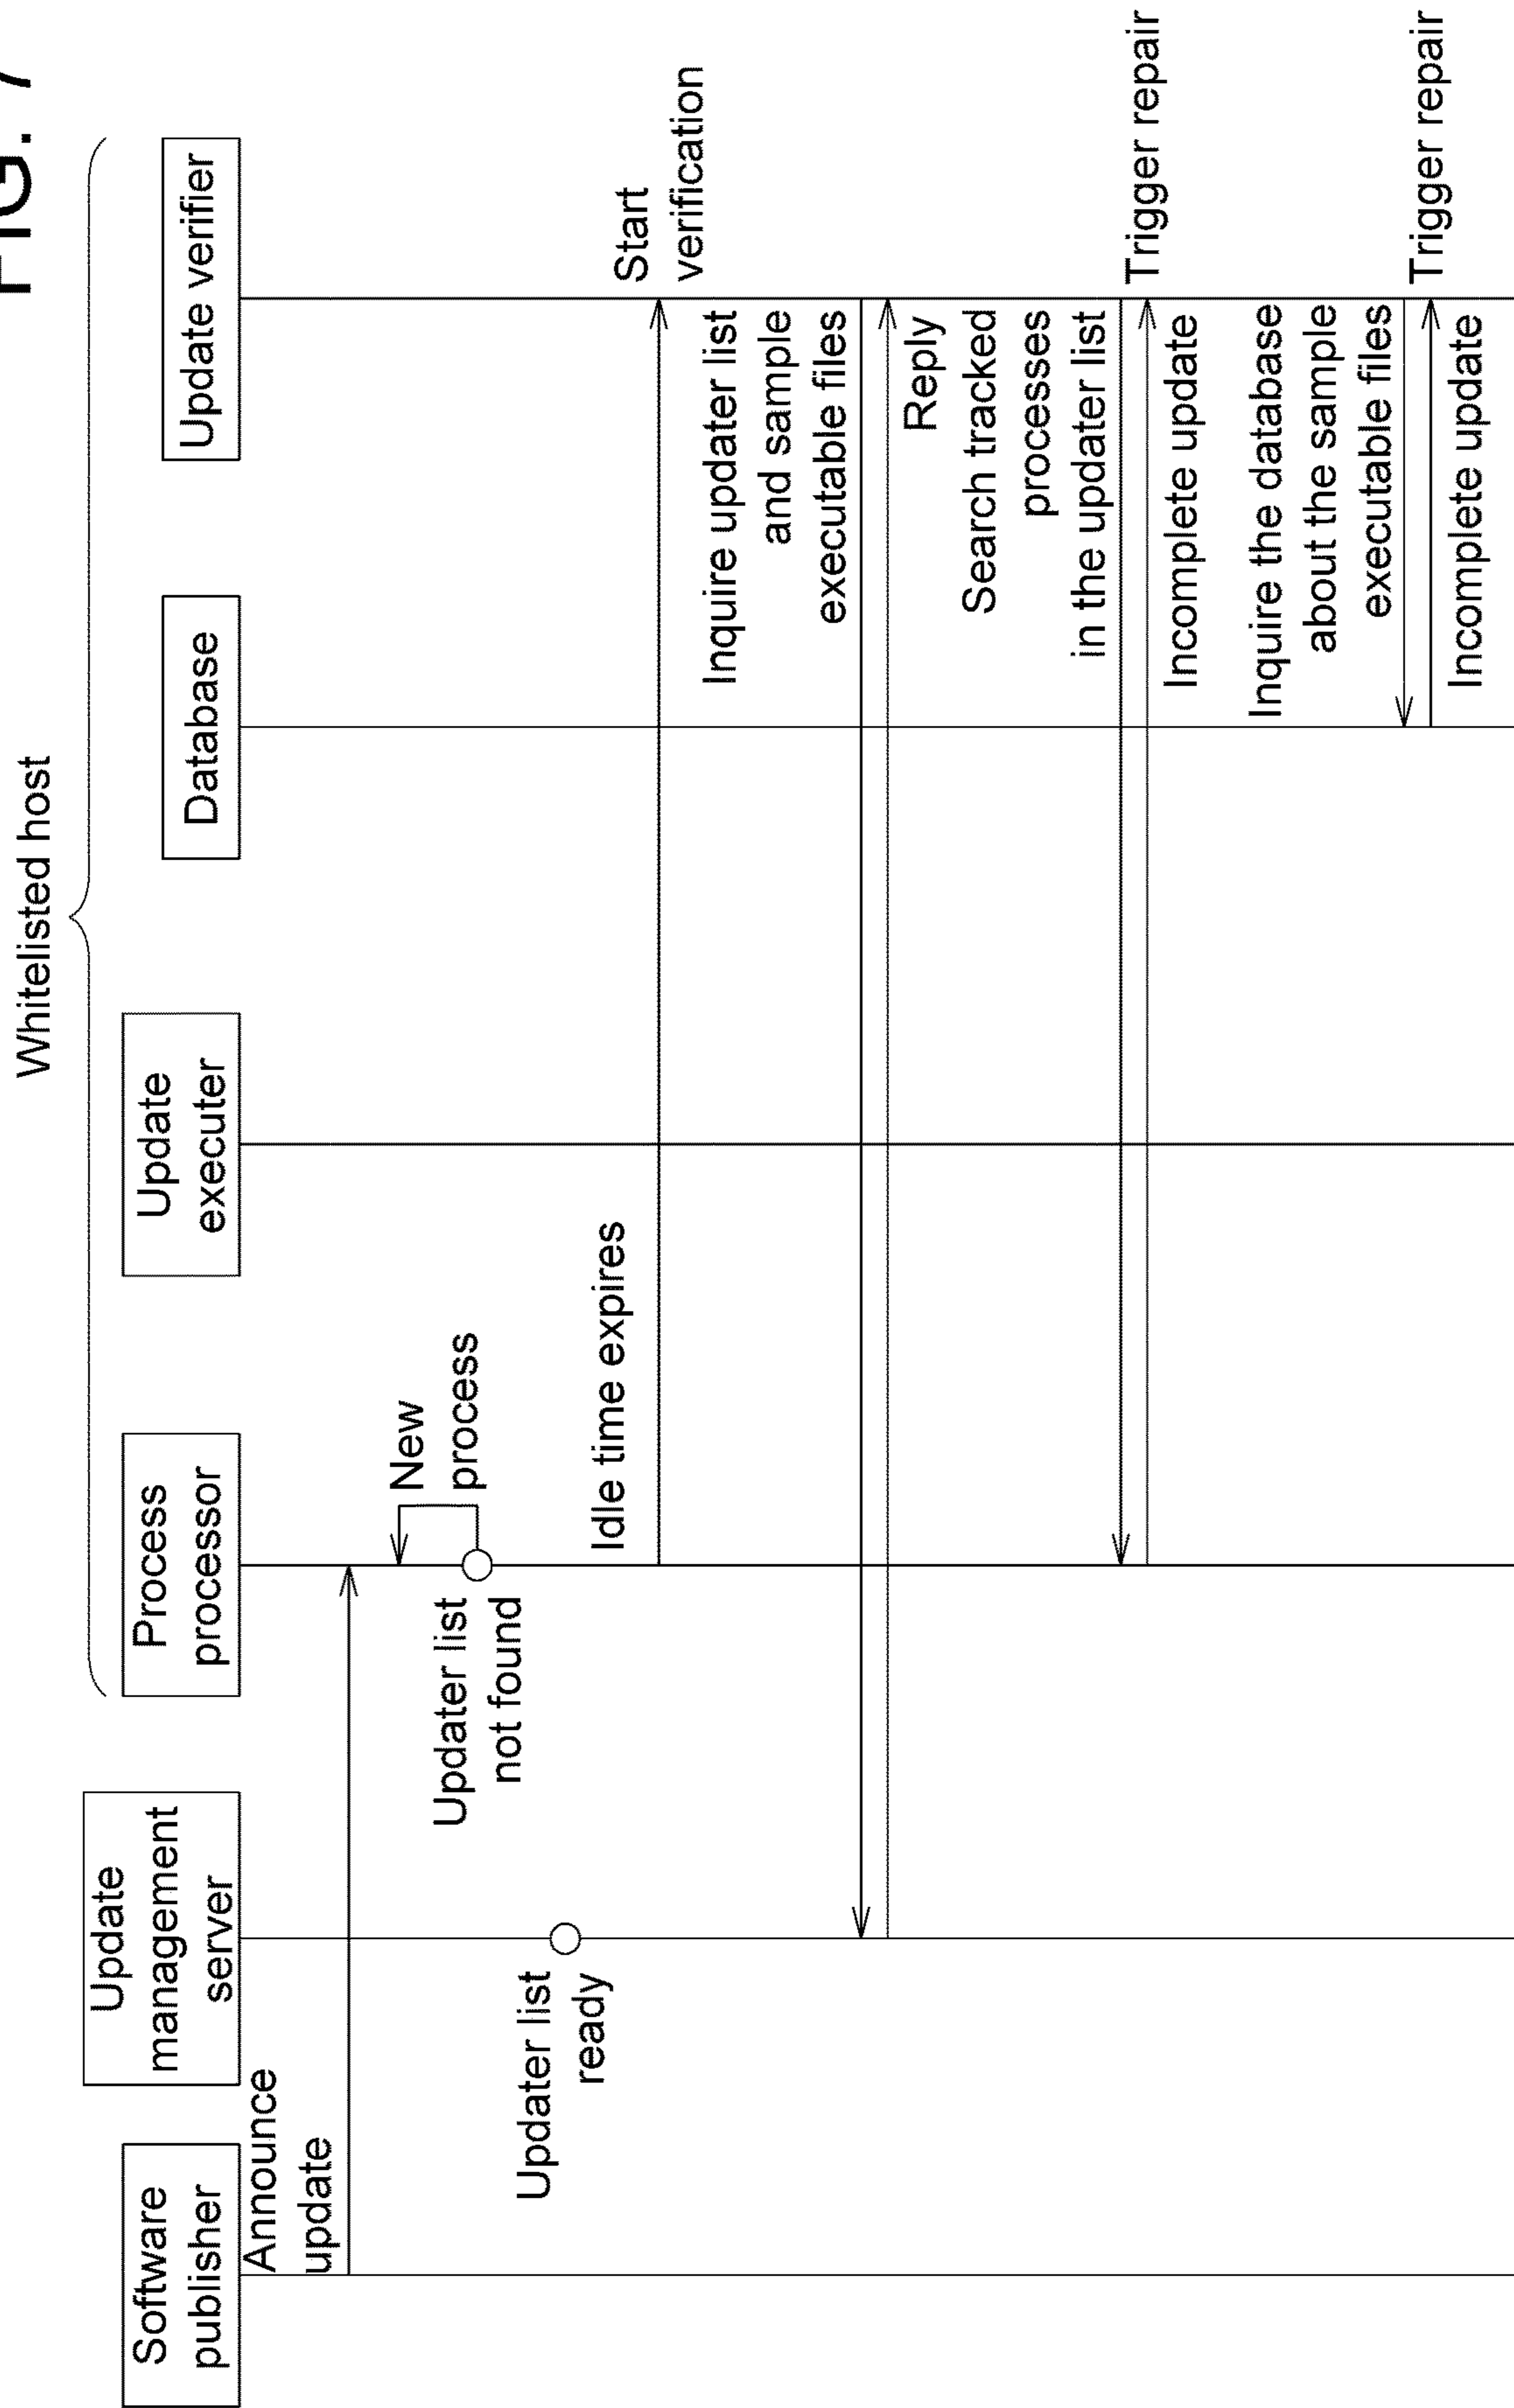 FIG. 7
Whitelisted host
Software
publisher
Update
management
server
Process
processor
Update
executer
Database
Update verifier
Announce
update
New
process
Updater list
not found
Updater list
ready
Idle time expires
Start
verification
Inquire updater list
and sample
executable files
Reply
Search tracked
processes
in the updater list
Trigger repair
Incomplete update
Inquire the database
about the sample
executable files
Trigger repair
Incomplete update